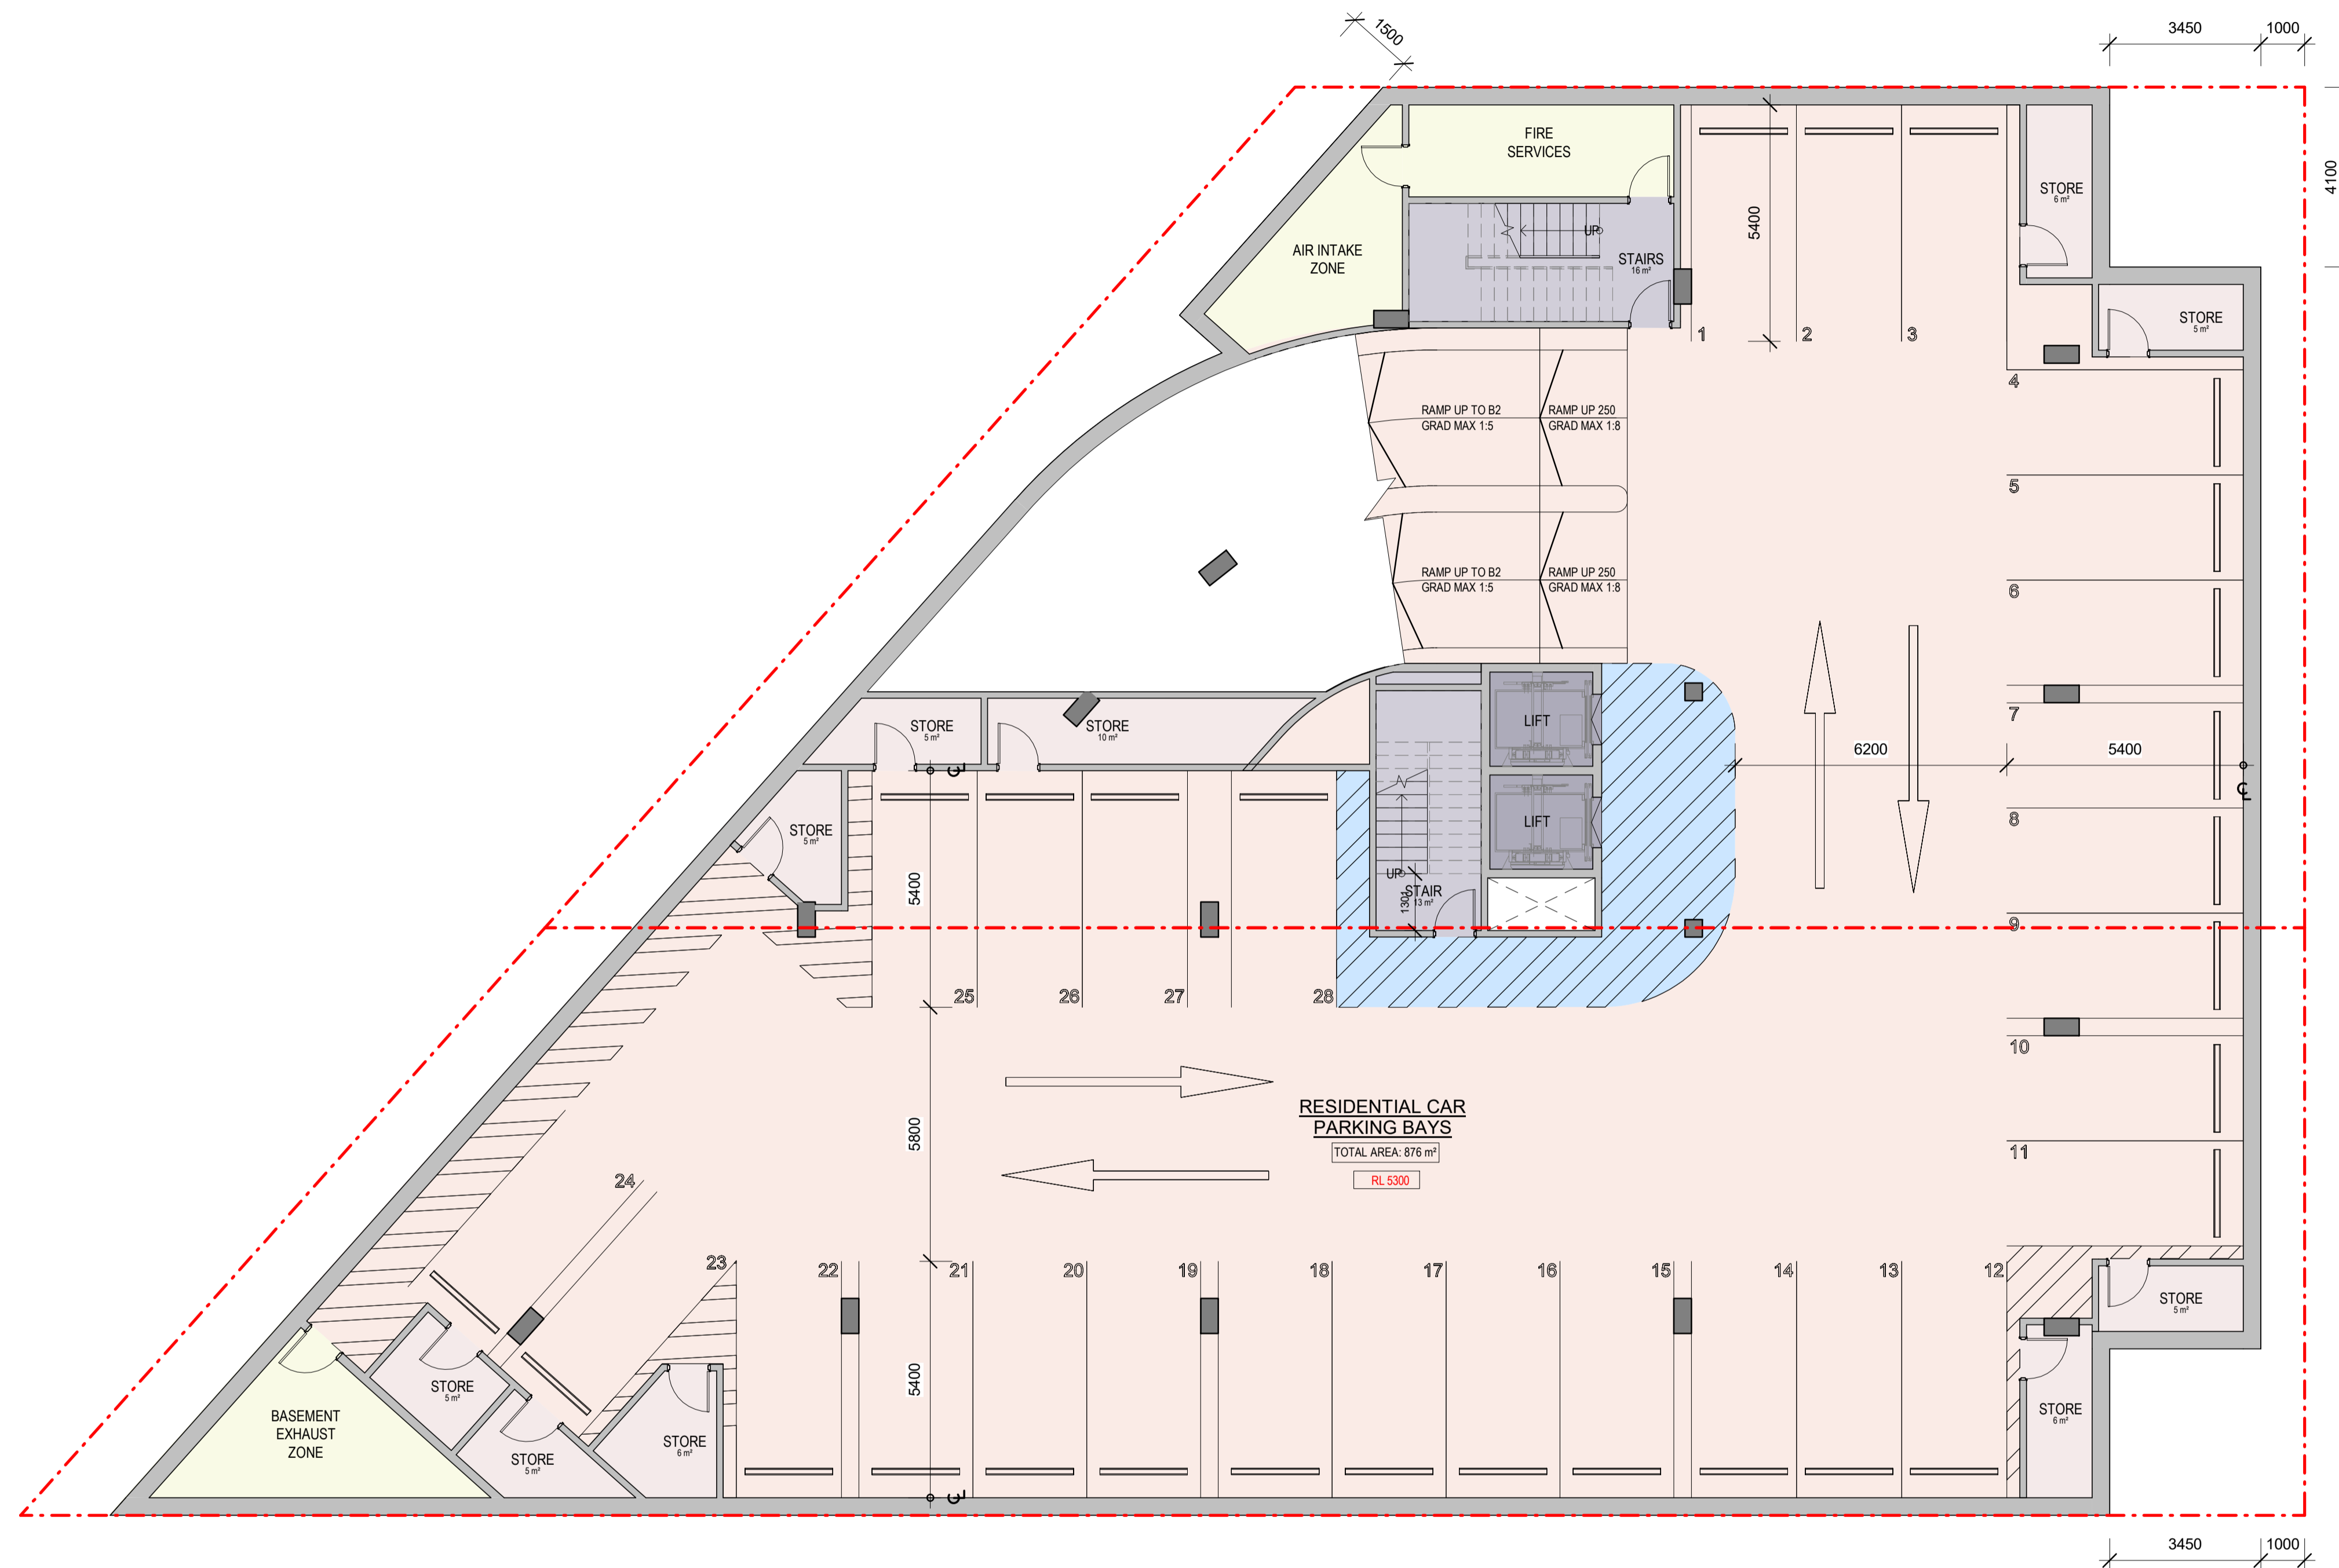 1500
3450
1000
4100
FIRE
SERVICES
AIR INTAKE
ZONE
UP
STAIRS
16 m²
5400
STORE
6 m²
STORE
5 m²
1
2
3
4
RAMP UP TO B2
GRAD MAX 1:5
RAMP UP 250
GRAD MAX 1:8
5
RAMP UP TO B2
GRAD MAX 1:5
RAMP UP 250
GRAD MAX 1:8
6
7
STORE
5 m²
STORE
10 m²
LIFT
6200
5400
℄
℄
STORE
5 m²
LIFT
8
5400
UP
STAIR
13 m²
1301
9
25
26
27
28
10
RESIDENTIAL CAR
PARKING BAYS
TOTAL AREA: 876 m²
RL 5300
5800
11
24
23
22
21
20
19
18
17
16
15
14
13
12
STORE
5 m²
5400
STORE
5 m²
STORE
6 m²
BASEMENT
EXHAUST
ZONE
STORE
5 m²
STORE
6 m²
℄
3450
1000